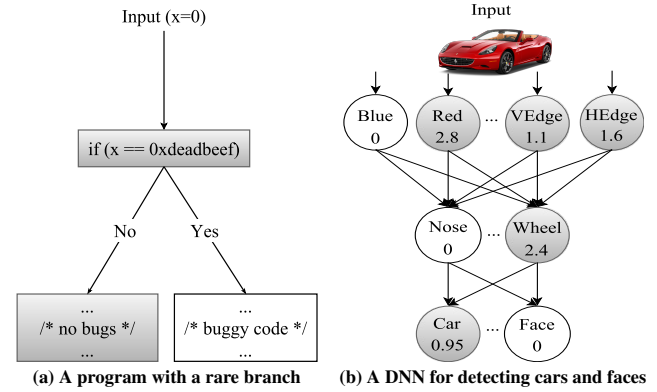 Input (x=0)
if (x == 0xdeadbeef)
No
Yes
...
/* no bugs */
...
...
/* buggy code */
...
(a) A program with a rare branch
Input
Blue
0
Red
2.8
...
VEdge
1.1
HEdge
1.6
Nose
0
...
Wheel
2.4
Car
0.95
...
Face
0
(b) A DNN for detecting cars and faces